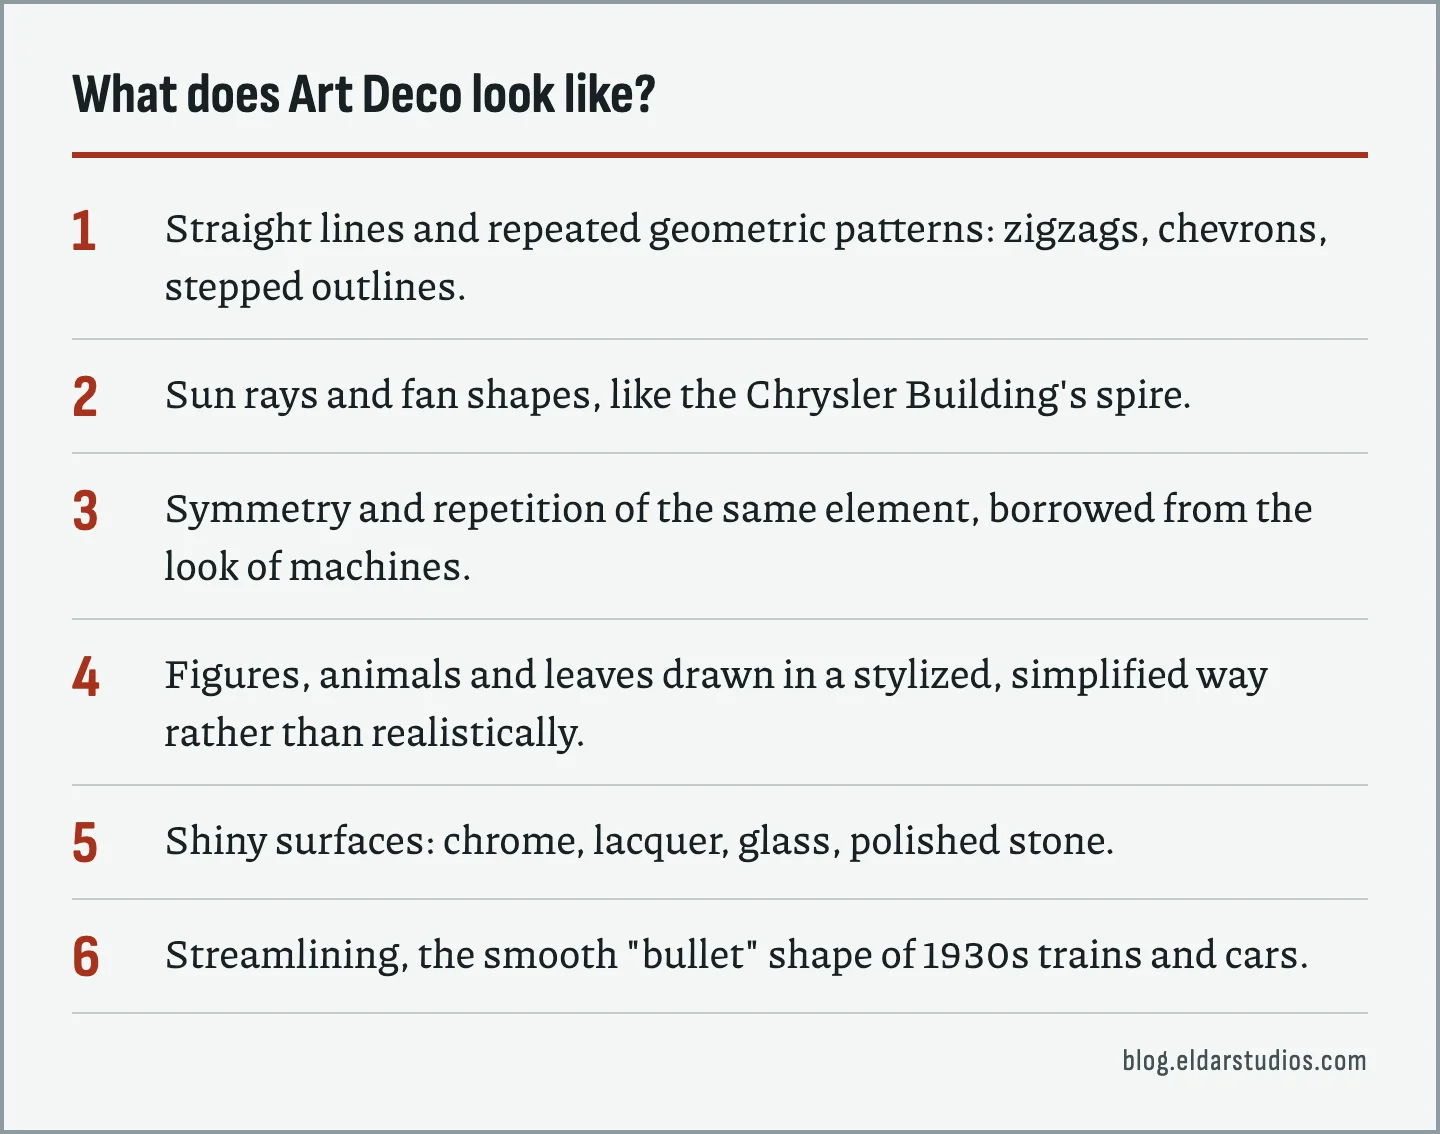 What does Art Deco look like?
1 Straight lines and repeated geometric patterns: zigzags, chevrons,
stepped outlines.
2 Sun rays and fan shapes, like the Chrysler Building's spire.
3 Symmetry and repetition of the same element, borrowed from the
look of machines.
4 Figures, animals and leaves drawn in a stylized, simplified way
rather than realistically.
5 Shiny surfaces: chrome, lacquer, glass, polished stone.
6 Streamlining, the smooth "bullet" shape of 1930s trains and cars.
blog.eldarstudios.com